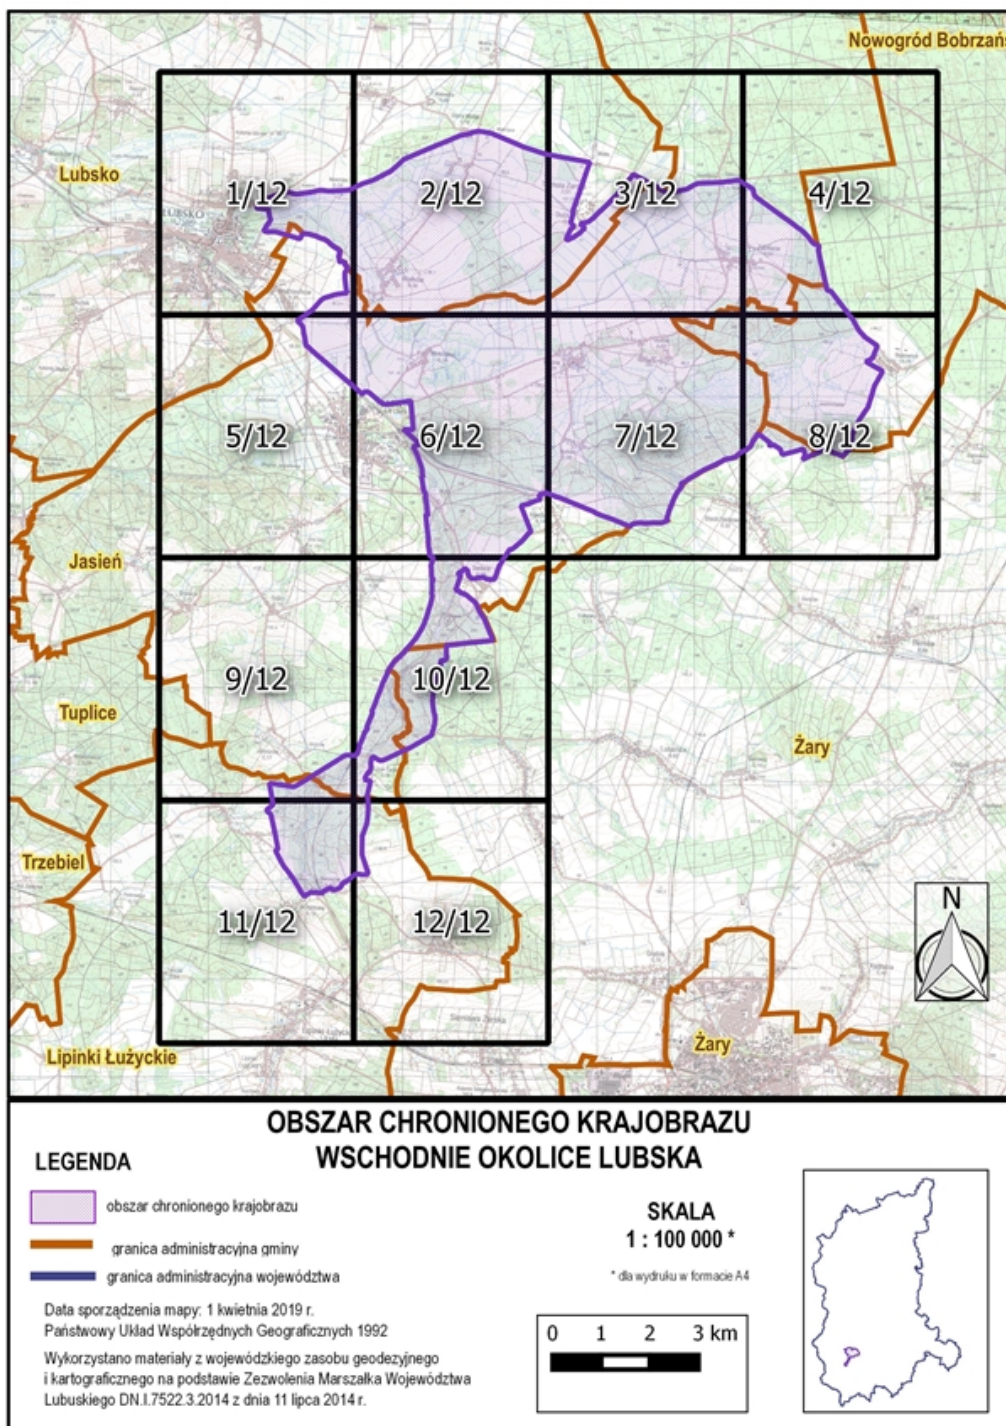 Nowogród Bobrzań
Lubsko
1/12
2/12
3/12
4/12
LUBSKO
5/12
6/12
7/12
8/12
Jasień
9/12
10/12
Tuplice
Żary
Trzebiel
11/12
12/12
N
Lipinki Łużyckie
Żary
OBSZAR CHRONIONEGO KRAJOBRAZU
WSCHODNIE OKOLICE LUBSKA
LEGENDA
obszar chronionego krajobrazu
granica administracyjna gminy
granica administracyjna województwa
SKALA
1 : 100 000 *
* dla wydruku w formacie A4
Data sporządzenia mapy: 1 kwietnia 2019 r.
Państwowy Układ Współrzędnych Geograficznych 1992
Wykorzystano materiały z wojewódzkiego zasobu geodezyjnego
i kartograficznego na podstawie Zezwolenia Marszałka Województwa
Lubuskiego DN.I.7522.3.2014 z dnia 11 lipca 2014 r.
0 1 2 3 km